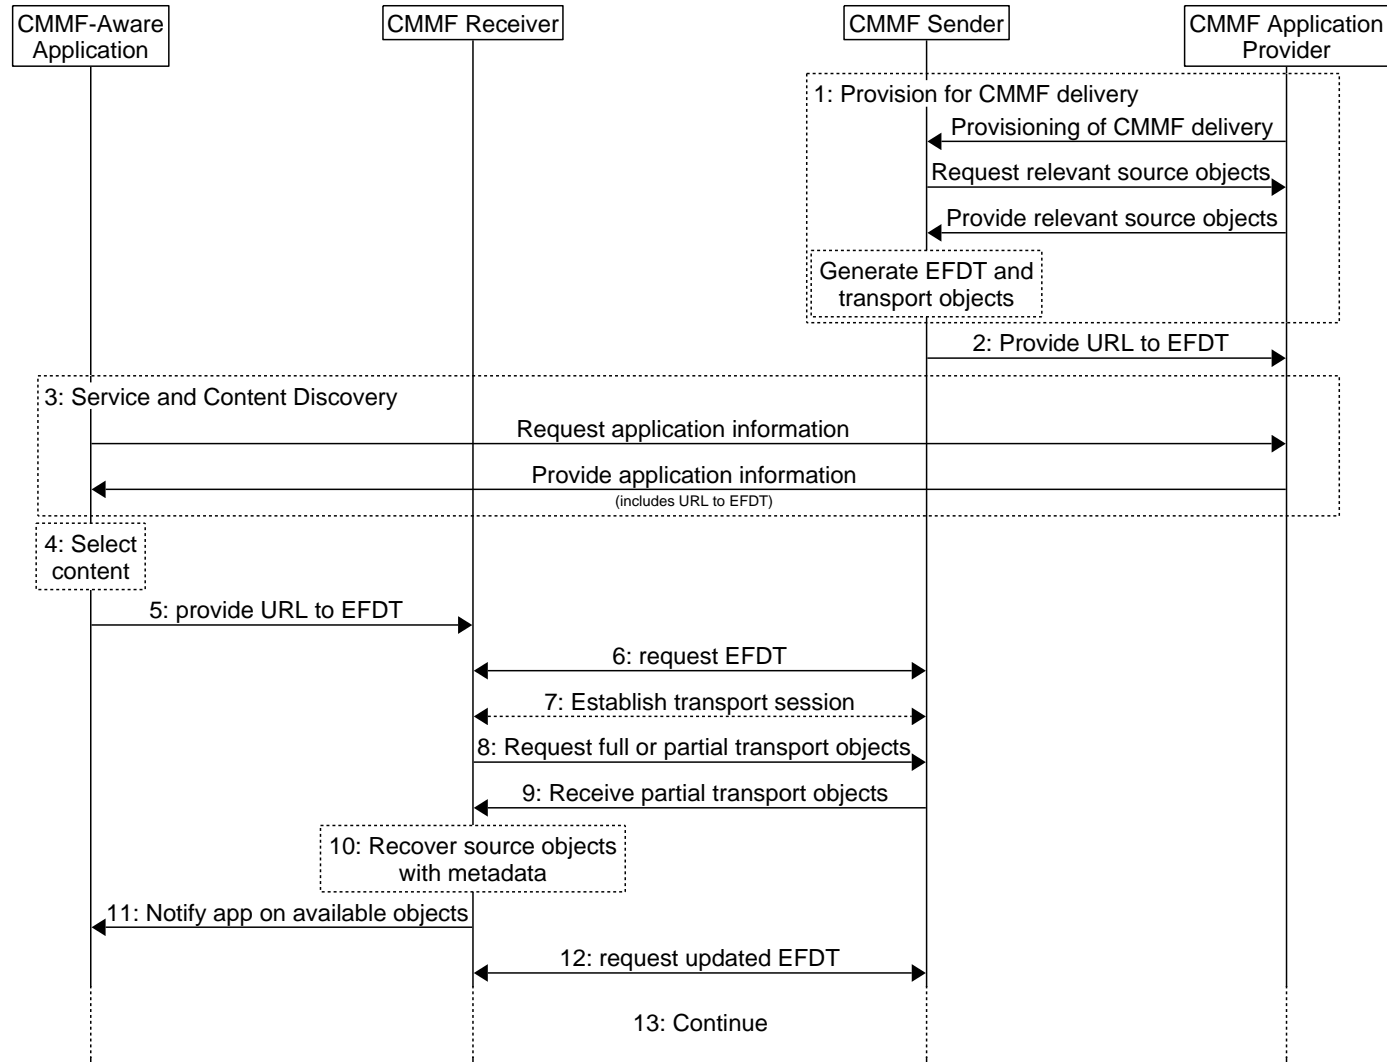 CMMF-Aware
Application
CMMF Receiver
CMMF Sender
CMMF Application
Provider
1: Provision for CMMF delivery
Provisioning of CMMF delivery
Request relevant source objects
Provide relevant source objects
Generate EFDT and
transport objects
2: Provide URL to EFDT
3: Service and Content Discovery
Request application information
Provide application information
(includes URL to EFDT)
4: Select
content
5: provide URL to EFDT
6: request EFDT
7: Establish transport session
8: Request full or partial transport objects
9: Receive partial transport objects
10: Recover source objects
with metadata
11: Notify app on available objects
12: request updated EFDT
13: Continue